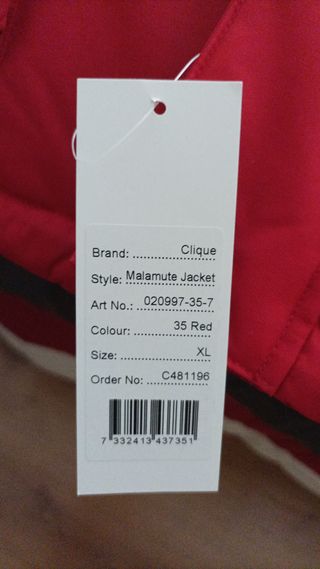 Brand: Clique
Style: Malamute Jacket
Art No.: 020997-35-7
Colour: 35 Red
Size: XL
Order No: C481196
7 332413 437351